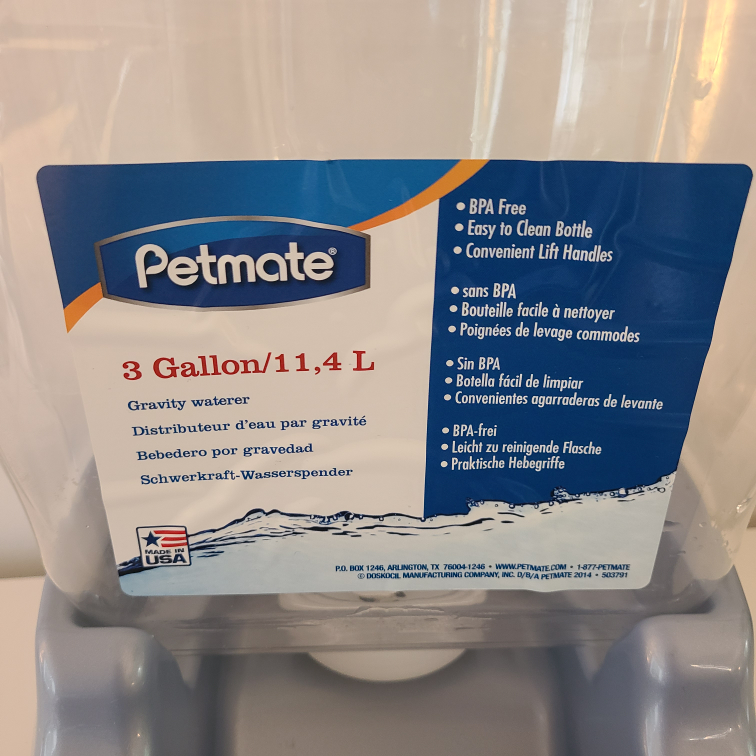 Petmate®
3 Gallon/11,4 L
Gravity waterer
Distributeur d'eau par gravité
Bebedero por gravedad
Schwerkraft-Wasserspender
MADE IN
USA
• BPA Free
• Easy to Clean Bottle
• Convenient Lift Handles
• sans BPA
• Bouteille facile à nettoyer
• Poignées de levage commodes
• Sin BPA
• Botella fácil de limpiar
• Convenientes agarraderas de levante
• BPA-frei
• Leicht zu reinigende Flasche
• Praktische Hebegriffe
P.O. BOX 1246, ARLINGTON, TX 76004-1246 • WWW.PETMATE.COM • 1-877-PETMATE
© DOSKOCIL MANUFACTURING COMPANY, INC. D/B/A PETMATE 2014 • 503791